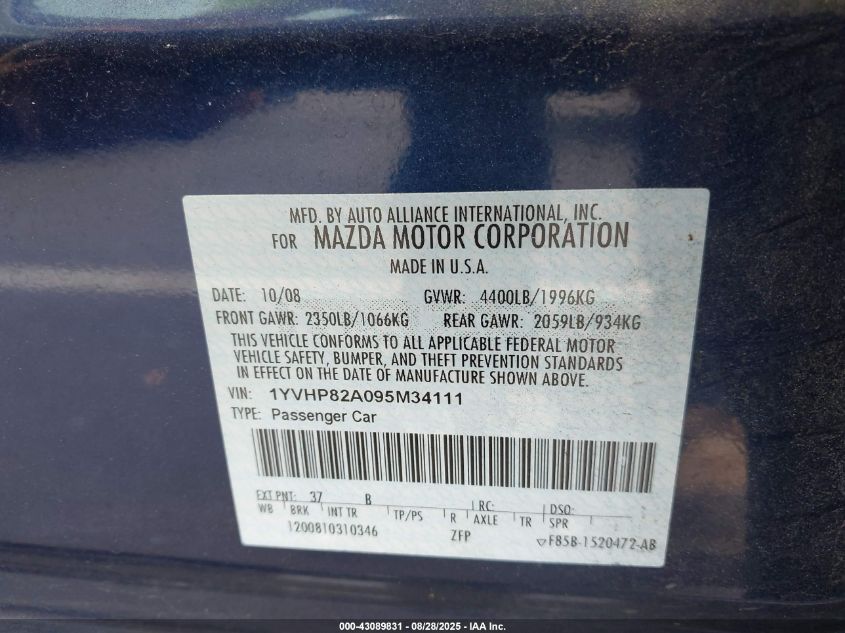 MFD. BY AUTO ALLIANCE INTERNATIONAL, INC.
FOR MAZDA MOTOR CORPORATION
MADE IN U.S.A.
DATE: 10/08 GVWR: 4400LB/1996KG
FRONT GAWR: 2350LB/1066KG REAR GAWR: 2059LB/934KG
THIS VEHICLE CONFORMS TO ALL APPLICABLE FEDERAL MOTOR
VEHICLE SAFETY, BUMPER, AND THEFT PREVENTION STANDARDS
IN EFFECT ON THE DATE OF MANUFACTURE SHOWN ABOVE.
VIN: 1YVHP82A095M34111
TYPE: Passenger Car
EXT PNT: 37 B RC: DSO:
WB BRK INT TR TP/PS R AXLE TR SPR
1200810310346 ZFP ▽F85B-1520472-AB
000-43089831 - 08/28/2025 - IAA Inc.